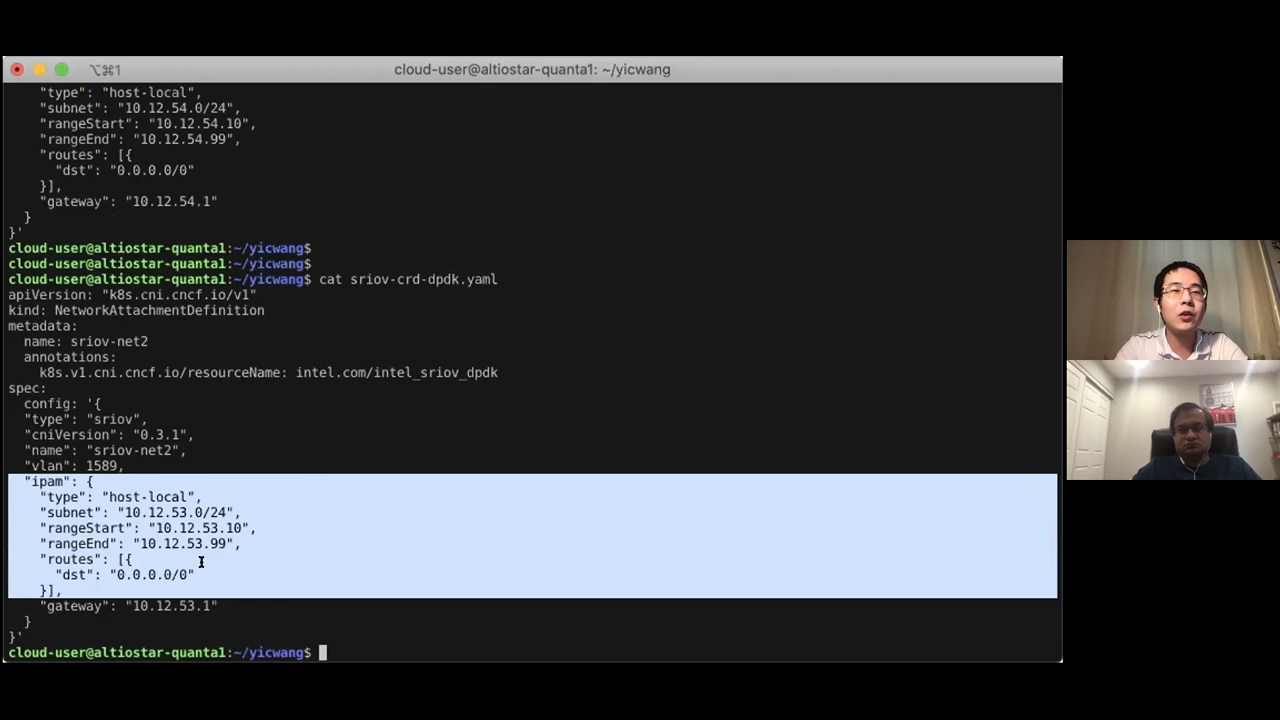 ⌥⌘1
cloud-user@altiostar-quanta1: ~/yicwang
"type": "host-local",
"subnet": "10.12.54.0/24",
"rangeStart": "10.12.54.10",
"rangeEnd": "10.12.54.99",
"routes": [{
"dst": "0.0.0.0/0"
}],
"gateway": "10.12.54.1"
}
}'
cloud-user@altiostar-quanta1:~/yicwang$
cloud-user@altiostar-quanta1:~/yicwang$
cloud-user@altiostar-quanta1:~/yicwang$ cat sriov-crd-dpdk.yaml
apiVersion: "k8s.cni.cncf.io/v1"
kind: NetworkAttachmentDefinition
metadata:
name: sriov-net2
annotations:
k8s.v1.cni.cncf.io/resourceName: intel.com/intel_sriov_dpdk
spec:
config: '{
"type": "sriov",
"cniVersion": "0.3.1",
"name": "sriov-net2",
"vlan": 1589,
"ipam": {
"type": "host-local",
"subnet": "10.12.53.0/24",
"rangeStart": "10.12.53.10",
"rangeEnd": "10.12.53.99",
"routes": [{
"dst": "0.0.0.0/0"
}],
"gateway": "10.12.53.1"
}
}'
cloud-user@altiostar-quanta1:~/yicwang$